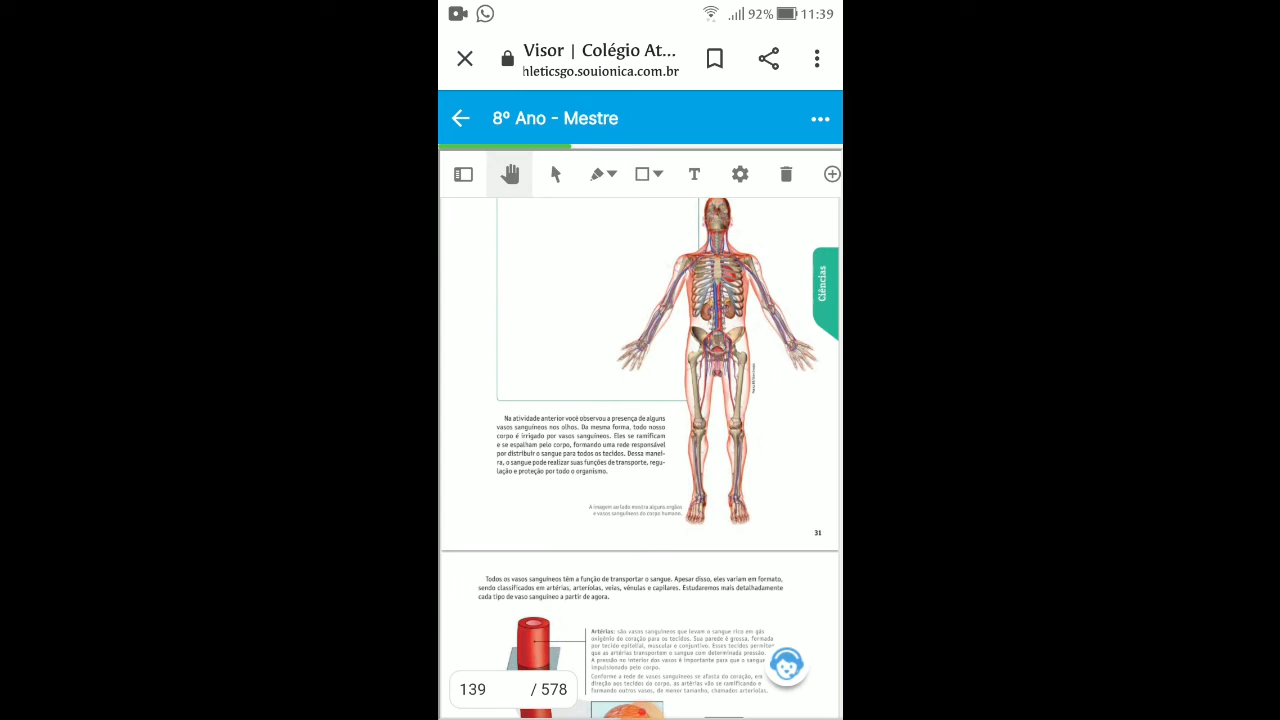 92% 11:39
Visor | Colégio At...
hleticsgo.souionica.com.br
8º Ano - Mestre
T
Ciências
Na atividade anterior você observou a presença de alguns
vasos sanguíneos nos olhos. Da mesma forma, todo nosso
corpo é irrigado por vasos sanguíneos. Eles se ramificam
e se espalham pelo corpo, formando uma rede responsável
por distribuir o sangue para todos os tecidos. Dessa manei-
ra, o sangue pode realizar suas funções de transporte, regu-
lação e proteção por todo o organismo.
A imagem ao lado mostra alguns órgãos
e vasos sanguíneos do corpo humano.
31
Todos os vasos sanguíneos têm a função de transportar o sangue. Apesar disso, eles variam em formato,
sendo classificados em artérias, arteríolas, veias, vênulas e capilares. Estudaremos mais detalhadamente
cada tipo de vaso sanguíneo a partir de agora.
Artérias: são vasos sanguíneos que levam o sangue rico em gás
oxigênio do coração para os tecidos. Sua parede é grossa, formada
por tecido epitelial, muscular e conjuntivo. Esses tecidos permitem
que as artérias transportem o sangue com determinada pressão.
A pressão no interior dos vasos é importante para que o sangue
impulsionado pelo corpo.
Conforme a rede de vasos sanguíneos se afasta do coração, em
direção aos tecidos do corpo, as artérias vão se ramificando e
formando outros vasos, de menor tamanho, chamados arteríolas.
139 / 578